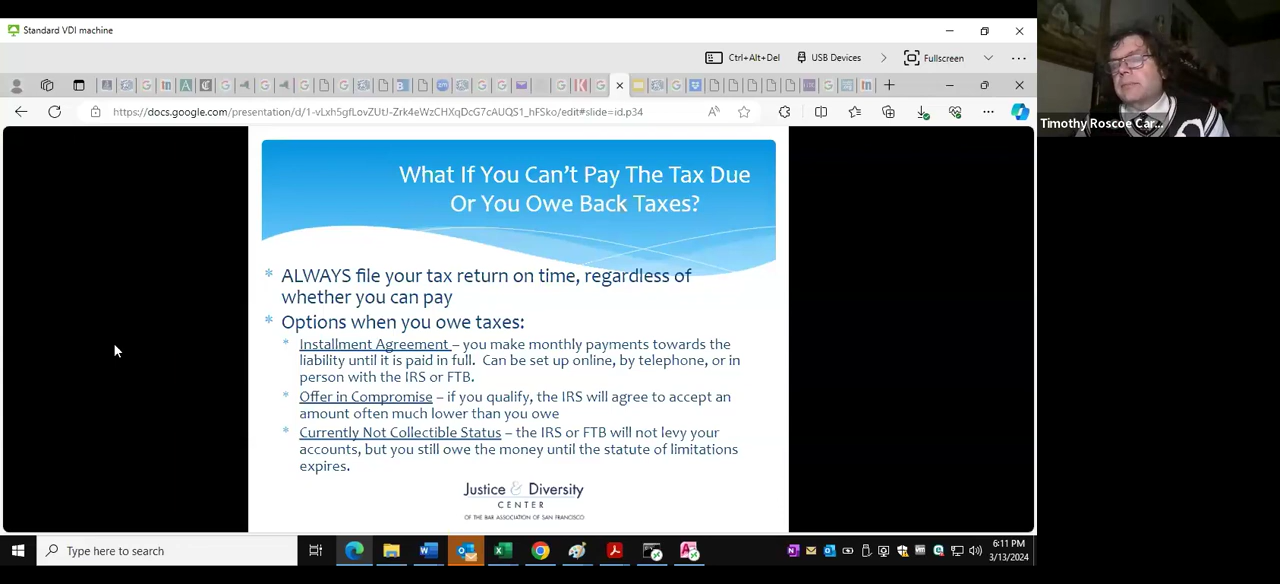 Standard VDI machine
Ctrl+Alt+Del
USB Devices
Fullscreen
https://docs.google.com/presentation/d/1-vLxh5gfLovZUtU-Zrk4eWzCHXqDcG7cAUQS1_hFSko/edit#slide=id.p34
Timothy Roscoe Car...
What If You Can't Pay The Tax Due
Or You Owe Back Taxes?
* ALWAYS file your tax return on time, regardless of
whether you can pay
* Options when you owe taxes:
* Installment Agreement – you make monthly payments towards the
liability until it is paid in full. Can be set up online, by telephone, or in
person with the IRS or FTB.
* Offer in Compromise – if you qualify, the IRS will agree to accept an
amount often much lower than you owe
* Currently Not Collectible Status – the IRS or FTB will not levy your
accounts, but you still owe the money until the statute of limitations
expires.
Justice & Diversity
CENTER
OF THE BAR ASSOCIATION OF SAN FRANCISCO
Type here to search
6:11 PM
3/13/2024